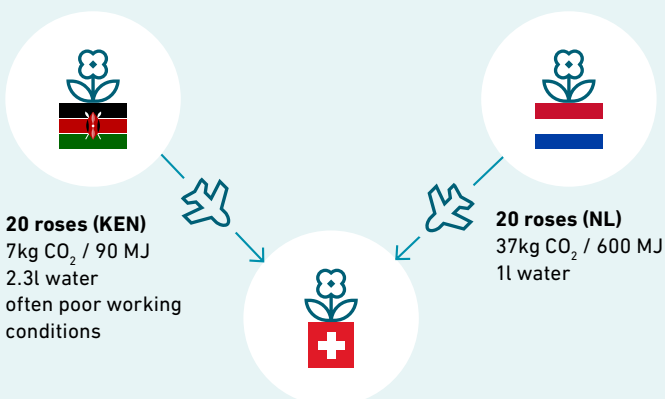 20 roses (KEN)
7kg CO₂ / 90 MJ
2.3l water
often poor working
conditions
20 roses (NL)
37kg CO₂ / 600 MJ
1l water